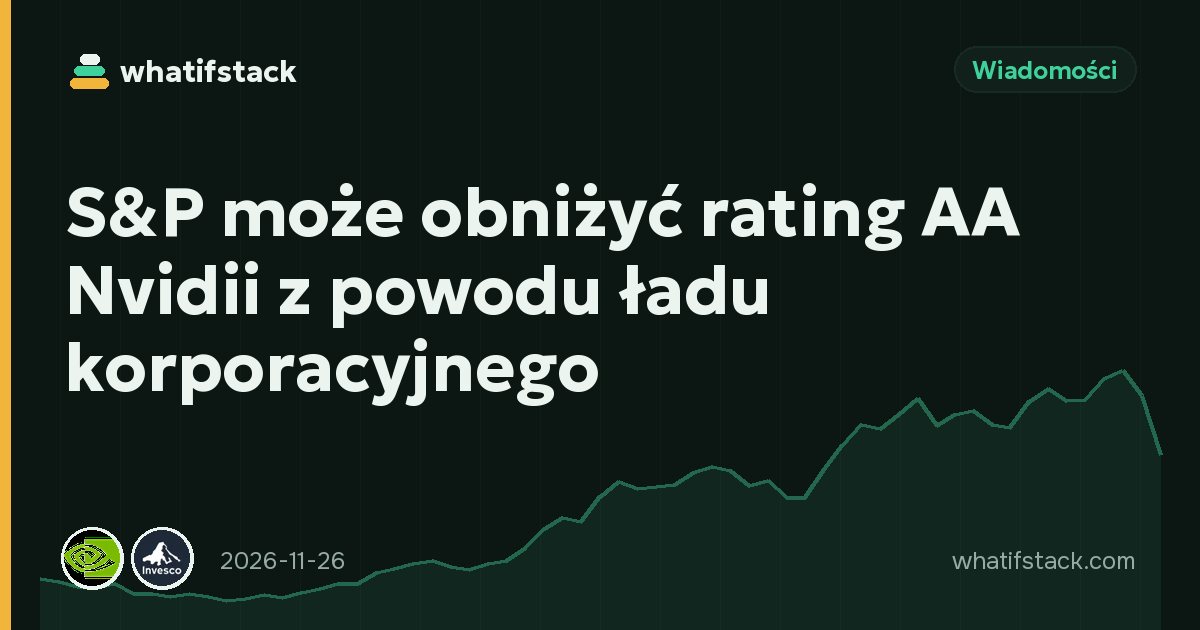 whatifstack
Wiadomości
S&P może obniżyć rating AA
Nvidii z powodu ładu
korporacyjnego
Invesco
2026-11-26
whatifstack.com